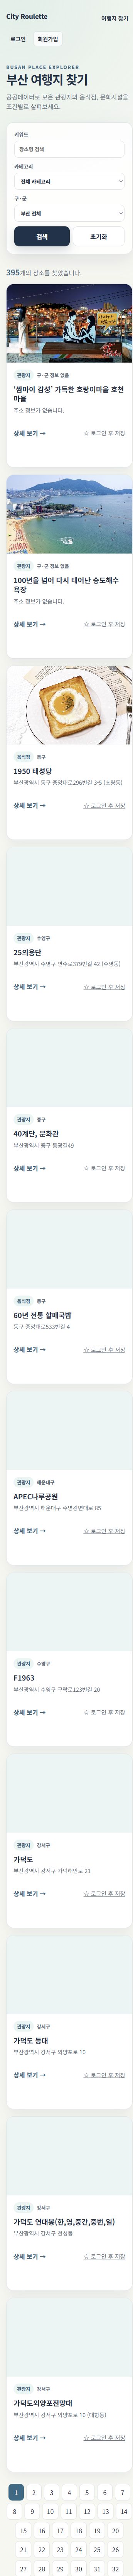 City Roulette
여행지 찾기
로그인
회원가입
BUSAN PLACE EXPLORER
부산 여행지 찾기
공공데이터로 모은 관광지와 음식점, 문화시설을
조건별로 살펴보세요.
키워드
장소명 검색
카테고리
전체 카테고리
구·군
부산 전체
검색
초기화
395개의 장소를 찾았습니다.
관광지 구·군 정보 없음
‘쌈마이 감성’ 가득한 호랑이마을 호천
마을
주소 정보가 없습니다.
상세 보기 →
☆ 로그인 후 저장
관광지 구·군 정보 없음
100년을 넘어 다시 태어난 송도해수
욕장
주소 정보가 없습니다.
상세 보기 →
☆ 로그인 후 저장
음식점 동구
1950 태성당
부산광역시 동구 중앙대로296번길 3-5 (초량동)
상세 보기 →
☆ 로그인 후 저장
관광지 수영구
25의용단
부산광역시 수영구 연수로379번길 42 (수영동)
상세 보기 →
☆ 로그인 후 저장
관광지 중구
40계단, 문화관
부산광역시 중구 동광길49
상세 보기 →
☆ 로그인 후 저장
음식점 동구
60년 전통 할매국밥
동구 중앙대로533번길 4
상세 보기 →
☆ 로그인 후 저장
관광지 해운대구
APEC나루공원
부산광역시 해운대구 수영강변대로 85
상세 보기 →
☆ 로그인 후 저장
관광지 수영구
F1963
부산광역시 수영구 구락로123번길 20
상세 보기 →
☆ 로그인 후 저장
관광지 강서구
가덕도
부산광역시 강서구 가덕해안로 21
상세 보기 →
☆ 로그인 후 저장
관광지 강서구
가덕도 등대
부산광역시 강서구 외양포로 10
상세 보기 →
☆ 로그인 후 저장
관광지 강서구
가덕도 연대봉(한,영,중간,중번,일)
부산광역시 강서구 천성동
상세 보기 →
☆ 로그인 후 저장
관광지 강서구
가덕도외양포전망대
부산광역시 강서구 외양포로 10 (대항동)
상세 보기 →
☆ 로그인 후 저장
1 2 3 4 5 6 7
8 9 10 11 12 13 14
15 16 17 18 19 20
21 22 23 24 25 26
27 28 29 30 31 32